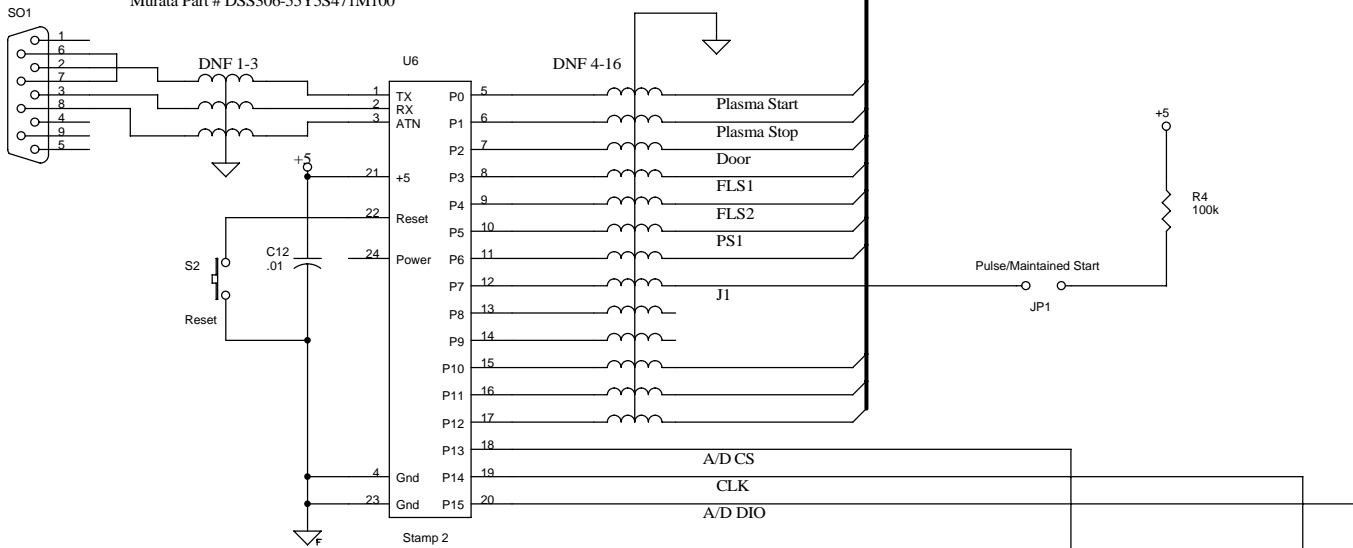 Murata Part # DSS306-55Y5S471M100
SO1
1
6
2
7
3
8
4
9
5
DNF 1-3
U6
DNF 4-16
1 TX
2 RX
3 ATN
+5
21 +5
22 Reset
24 Power
C12
.01
S2
Reset
4 Gnd
23 Gnd
F
Stamp 2
P0 5
Plasma Start
P1 6
Plasma Stop
P2 7
Door
P3 8
FLS1
P4 9
FLS2
P5 10
PS1
P6 11
P7 12
J1
P8 13
P9 14
P10 15
P11 16
P12 17
P13 18
A/D CS
P14 19
CLK
P15 20
A/D DIO
+5
R4
100k
Pulse/Maintained Start
JP1